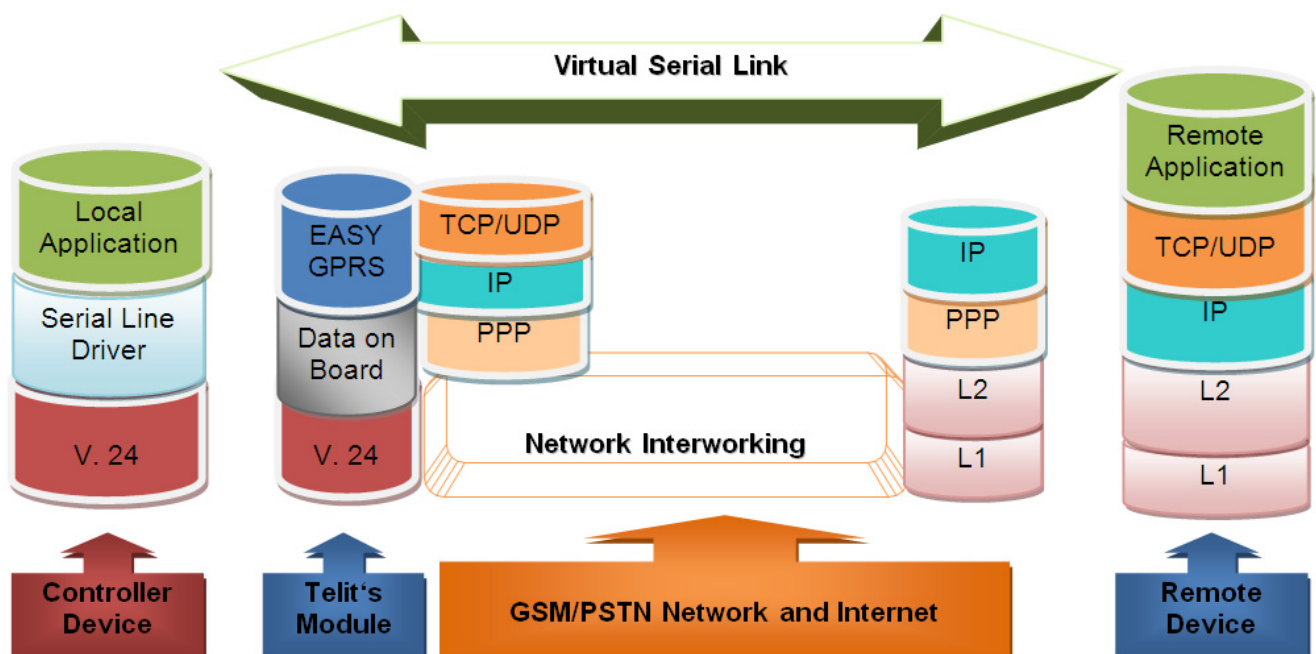 Virtual Serial Link
Local
Application
Serial Line
Driver
V. 24
EASY
GPRS
Data on
Board
V. 24
TCP/UDP
IP
PPP
Network Interworking
IP
PPP
L2
L1
Remote
Application
TCP/UDP
IP
L2
L1
Controller
Device
Telit‘s
Module
GSM/PSTN Network and Internet
Remote
Device